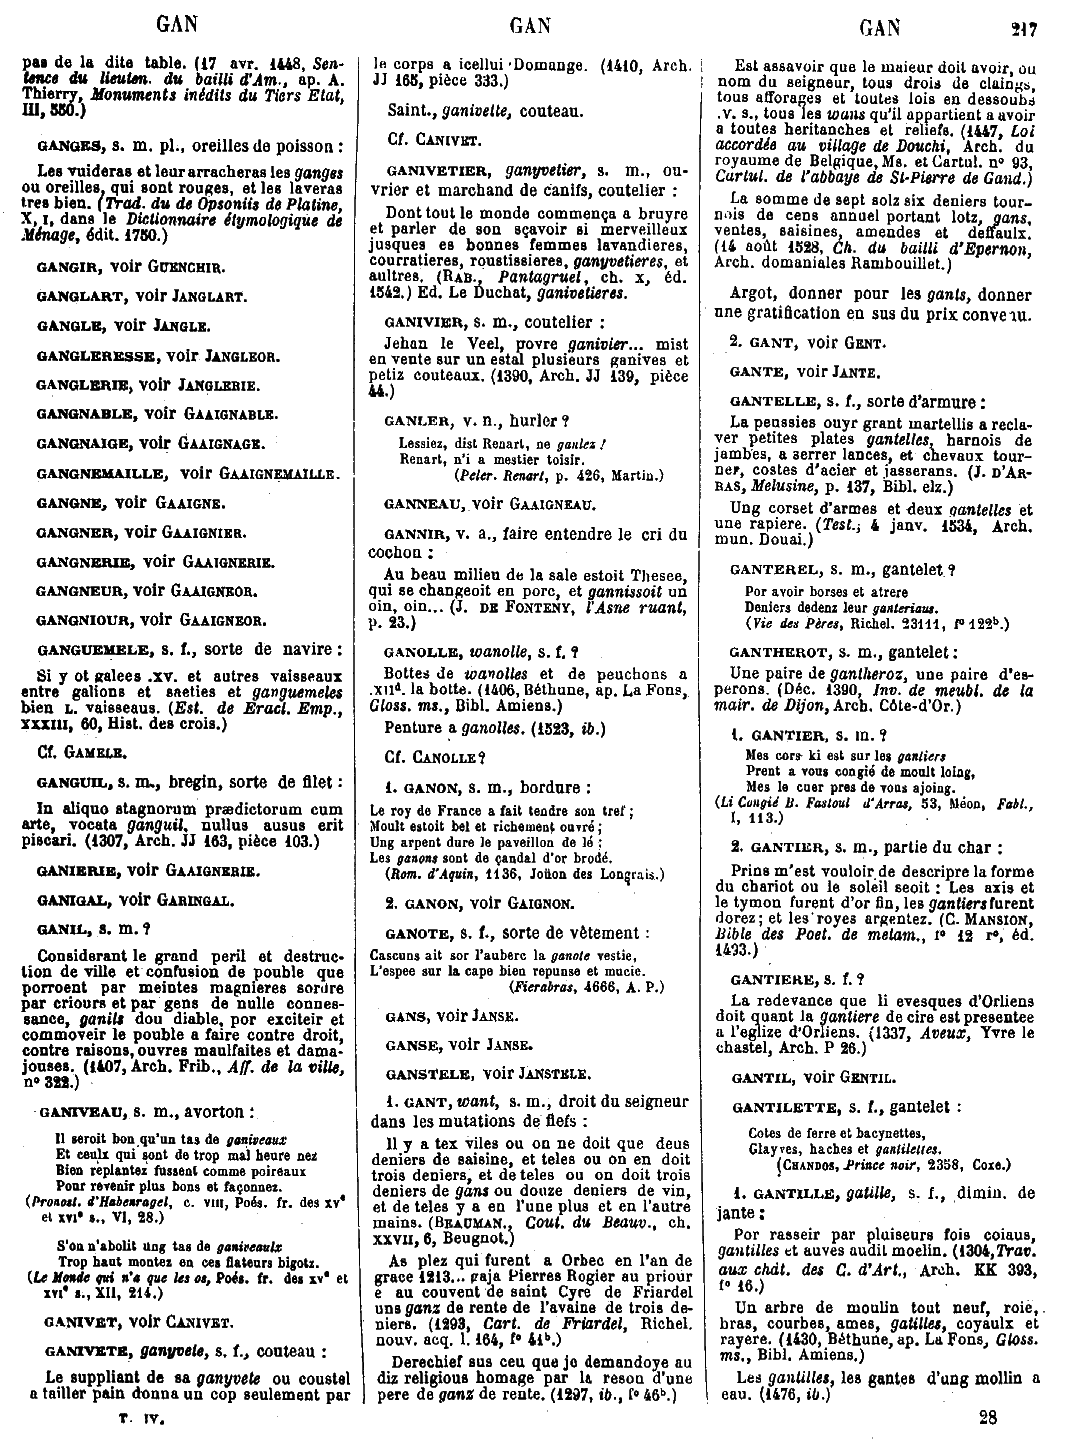 GAN
GAN
GAN
217
pas de la dite table. (17 avr. 1448, Sen-
tence du lieuten. du bailli d'Am., ap. A.
Thierry, Monuments inédits du Tiers Etat,
III, 550.)
GANGES, s. m. pl., oreilles de poisson :
Les vuideras et leur arracheras les ganges
ou oreilles, qui sont rouges, et les laveras
tres bien. (Trad. du de Opsoniis de Platine,
X, I, dans le Dictionnaire étymologique de
Ménage, édit. 1750.)
GANGIR, voir GUENCHIR.
GANGLART, voir JANGLART.
GANGLE, voir JANGLE.
GANGLERESSE, voir JANGLEOR.
GANGLERIE, voir JANGLERIE.
GANGNABLE, voir GAAIGNABLE.
GANGNAIGE, voir GAAIGNAGE.
GANGNEMAILLE, voir GAAIGNEMAILLE.
GANGNE, voir GAAIGNE.
GANGNER, voir GAAIGNIER.
GANGNERIE, voir GAAIGNERIE.
GANGNEUR, voir GAAIGNEOR.
GANGNIOUR, voir GAAIGNEOR.
GANGUEMELE, s. f., sorte de navire :
Si y ot galees .xv. et autres vaisseaux
entre galions et saeties et ganguemeles
bien L. vaisseaus. (Est. de Eracl. Emp.,
XXXIII, 60, Hist. des crois.)
Cf. GAMELE.
GANGUIL, s. m., bregin, sorte de filet :
In aliquo stagnorum prædictorum cum
arte, vocata ganguil, nullus ausus erit
piscari. (1307, Arch. JJ 163, pièce 103.)
GANIERIE, voir GAAIGNERIE.
GANIGAL, voir GARINGAL.
GANIL, s. m. ?
Considerant le grand peril et destruc-
tion de ville et confusion de pouble que
porroent par meintes magnieres sordre
par criours et par gens de nulle connes-
sance, ganils dou diable, por exciteir et
commoveir le pouble a faire contre droit,
contre raisons, ouvres maulfaites et dama-
jouses. (1407, Arch. Frib., Aff. de la ville,
n° 322.)
GANIVEAU, s. m., avorton :
Il seroit bon qu'un tas de ganiveaux
Et ceulx qui sont de trop mal heure nez
Bien replantez fussent comme poireaux
Pour revenir plus bons et façonnez.
(Pronost. d'Habenragel, c. VIII, Poés. fr. des xv°
et xvi° s., VI, 28.)
S'on n'abolit ung tas de ganiveaulx
Trop haut montez en ces flateurs bigotz.
(Le Monde qui n'a que les os, Poés. fr. des xv° et
xvi° s., XII, 214.)
GANIVET, voir CANIVET.
GANIVETE, ganyvete, s. f., couteau :
Le suppliant de sa ganyvete ou coustel
a tailler pain donna un cop seulement par
T. IV.
le corps a icellui Domange. (1410, Arch.
JJ 165, pièce 333.)
Saint., ganivelte, couteau.
Cf. CANIVET.
GANIVETIER, ganyvetier, s. m., ou-
vrier et marchand de canifs, coutelier :
Dont tout le monde commença a bruyre
et parler de son sçavoir si merveilleux
jusques es bonnes femmes lavandieres,
courratieres, roustissieres, ganyvetieres, et
aultres. (RAB., Pantagruel, ch. x, éd.
1542.) Ed. Le Duchat, ganivetieres.
GANIVIER, s. m., coutelier :
Jehan le Veel, povre ganivier... mist
en vente sur un estal plusieurs ganives et
petiz couteaux. (1390, Arch. JJ 139, pièce
44.)
GANLER, v. n., hurler ?
Lessiez, dist Renart, ne ganlez !
Renart, n'i a mestier toisir.
(Peler. Renart, p. 426, Martin.)
GANNEAU, voir GAAIGNEAU.
GANNIR, v. a., faire entendre le cri du
cochon :
Au beau milieu de la sale estoit Thesee,
qui se changeoit en porc, et gannissoit un
oin, oin... (J. DE FONTENY, l'Asne ruant,
p. 23.)
GANOLLE, wanolle, s. f. ?
Bottes de wanolles et de peuchons a
.xii^d. la botte. (1406, Béthune, ap. La Fons,
Gloss. ms., Bibl. Amiens.)
Penture a ganolles. (1523, ib.)
Cf. CANOLLE ?
1. GANON, s. m., bordure :
Le roy de France a fait tendre son tref ;
Moult estoit bel et richement ouvré ;
Ung arpent dure le paveillon de lé ;
Les ganons sont de çandal d'or brodé.
(Rom. d'Aquin, 1136, Joüon des Longrais.)
2. GANON, voir GAIGNON.
GANOTE, s. f., sorte de vêtement :
Cascuns ait sor l'auberc la ganote vestie,
L'espee sur la cape bien repunse et mucie.
(Fierabras, 4666, A. P.)
GANS, voir JANSE.
GANSE, voir JANSE.
GANSTELE, voir JANSTELE.
1. GANT, want, s. m., droit du seigneur
dans les mutations de fiefs :
Il y a tex viles ou on ne doit que deus
deniers de saisine, et teles ou on en doit
trois deniers, et teles ou on doit trois
deniers de gans ou douze deniers de vin,
et de teles y a en l'une plus et en l'autre
mains. (BEAUMAN., Cout. du Beauv., ch.
XXVII, 6, Beugnot.)
As plez qui furent a Orbec en l'an de
grace 1213... gaja Pierres Rogier au priour
e au couvent de saint Cyre de Friardel
uns ganz de rente de l'avaine de trois de-
niers. (1293, Cart. de Friardel, Richel.
nouv. acq. l. 164, f° 41^b.)
Derechief sus ceu que jo demandoye au
diz religious homage par la reson d'une
pere de ganz de rente. (1297, ib., f° 46^b.)
Est assavoir que le maieur doit avoir, ou
nom du seigneur, tous drois de claings,
tous afforages et toutes lois en dessoubs
.v. s., tous les wans qu'il appartient a avoir
a toutes heritanches et reliefs. (1447, Loi
accordée au village de Douchi, Arch. du
royaume de Belgique, Ms. et Cartul. n° 93,
Cartul. de l'abbaye de St-Pierre de Gand.)
La somme de sept solz six deniers tour-
nois de cens annuel portant lotz, gans,
ventes, saisines, amendes et deffaulx.
(14 août 1528, Ch. du bailli d'Epernon,
Arch. domaniales Rambouillet.)
Argot, donner pour les gants, donner
une gratification en sus du prix convenu.
2. GANT, voir GENT.
GANTE, voir JANTE.
GANTELLE, s. f., sorte d'armure :
La peussies ouyr grant martellis a recla-
ver petites plates gantelles, harnois de
jambes, a serrer lances, et chevaux tour-
ner, costes d'acier et jasserans. (J. D'AR-
RAS, Melusine, p. 137, Bibl. elz.)
Ung corset d'armes et deux gantelles et
une rapiere. (Test., 4 janv. 1534, Arch.
mun. Douai.)
GANTEREL, s. m., gantelet ?
Por avoir borses et atrere
Deniers dedenz leur ganteriaus.
(Vie des Pères, Richel. 23111, f° 122^b.)
GANTHEROT, s. m., gantelet :
Une paire de gantheroz, une paire d'es-
perons. (Déc. 1390, Inv. de meubl. de la
mair. de Dijon, Arch. Côte-d'Or.)
1. GANTIER, s. m. ?
Mes cors ki est sur les gantiers
Prent a vous congié de moult loing,
Mes le cuer pres de vous ajoing.
(Li Congié B. Fastoul d'Arras, 53, Méon, Fabl.,
I, 113.)
2. GANTIER, s. m., partie du char :
Prins m'est vouloir de descripre la forme
du chariot ou le soleil seoit : Les axis et
le tymon furent d'or fin, les gantiers furent
dorez ; et les royes argentez. (C. MANSION,
Bible des Poet. de metam., f° 12 r°, éd.
1493.)
GANTIERE, s. f. ?
La redevance que li evesques d'Orliens
doit quant la gantiere de cire est presentee
a l'eglize d'Orliens. (1337, Aveux, Yvre le
chastel, Arch. P 26.)
GANTIL, voir GENTIL.
GANTILETTE, s. f., gantelet :
Cotes de ferre et bacynettes,
Glayves, haches et gantilettes.
(CHANDOS, Prince noir, 2358, Coxe.)
1. GANTILLE, gatille, s. f., dimin. de
jante :
Por rasseir par pluiseurs fois coiaus,
gantilles et auves audit moelin. (1304, Trav.
aux chât. des C. d'Art., Arch. KK 393,
f° 16.)
Un arbre de moulin tout neuf, roie,
bras, courbes, ames, gatilles, coyaulx et
rayere. (1430, Béthune, ap. La Fons, Gloss.
ms., Bibl. Amiens.)
Les gantilles, les gantes d'ung mollin a
eau. (1476, ib.)
28